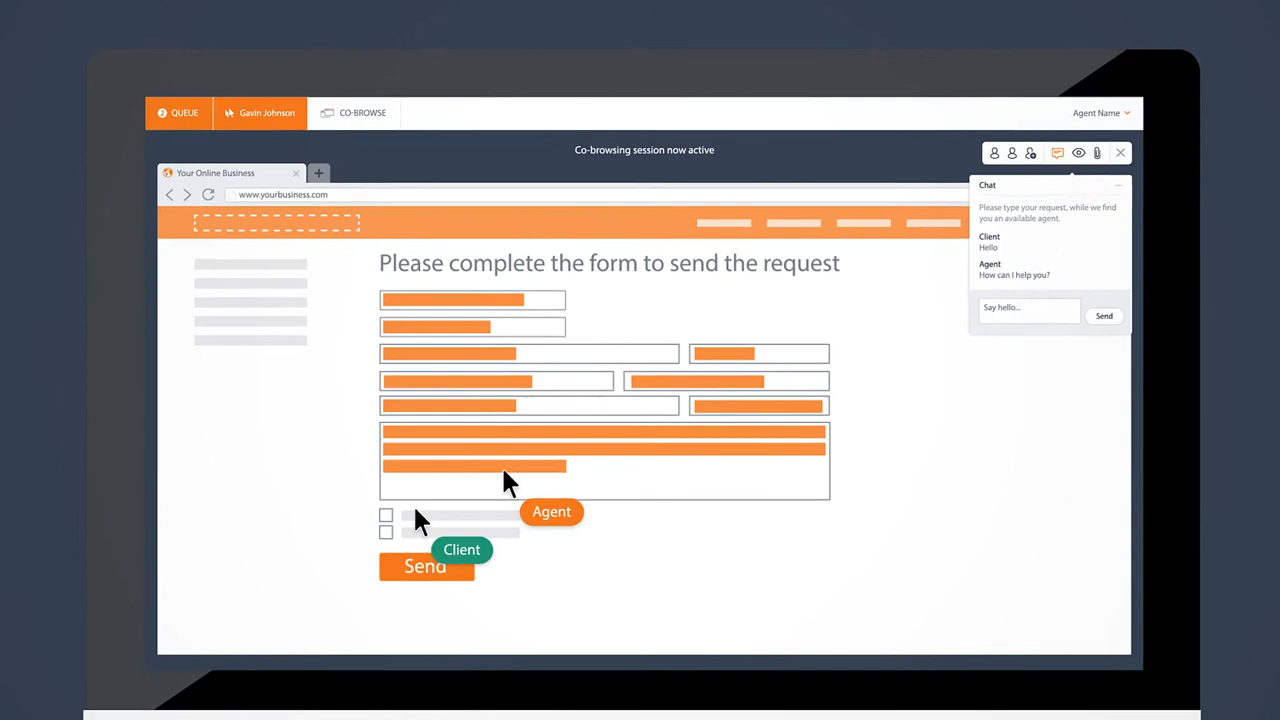 2 QUEUE
Gavin Johnson
CO-BROWSE
Agent Name
Co-browsing session now active
Your Online Business
www.yourbusiness.com
Chat
Please type your request, while we find
you an available agent.
Client
Hello
Agent
How can I help you?
Say hello...
Send
Please complete the form to send the request
Agent
Client
Send